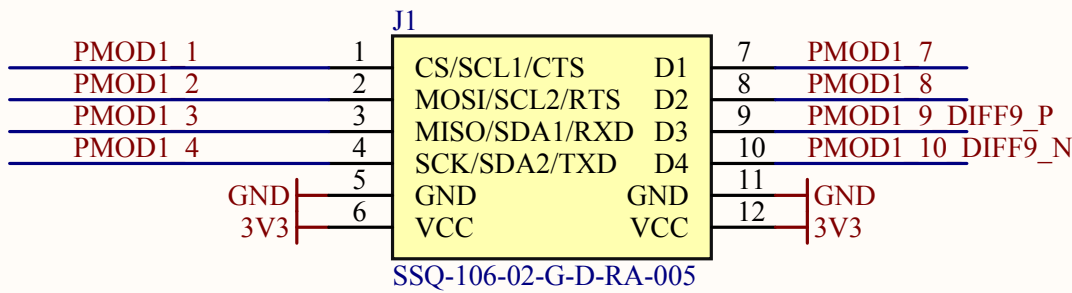 J1
PMOD1_1 1 CS/SCL1/CTS D1 7 PMOD1_7
PMOD1_2 2 MOSI/SCL2/RTS D2 8 PMOD1_8
PMOD1_3 3 MISO/SDA1/RXD D3 9 PMOD1_9_DIFF9_P
PMOD1_4 4 SCK/SDA2/TXD D4 10 PMOD1_10_DIFF9_N
GND 5 GND GND 11 GND
3V3 6 VCC VCC 12 3V3
SSQ-106-02-G-D-RA-005